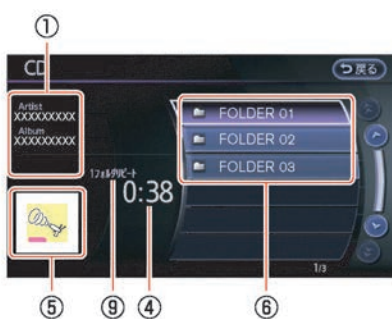 ①
CD
戻る
Artist
XXXXXXXXX
Album
XXXXXXXXX
FOLDER 01
FOLDER 02
FOLDER 03
1フォルダリピート
0:38
1/3
⑤
⑨
④
⑥